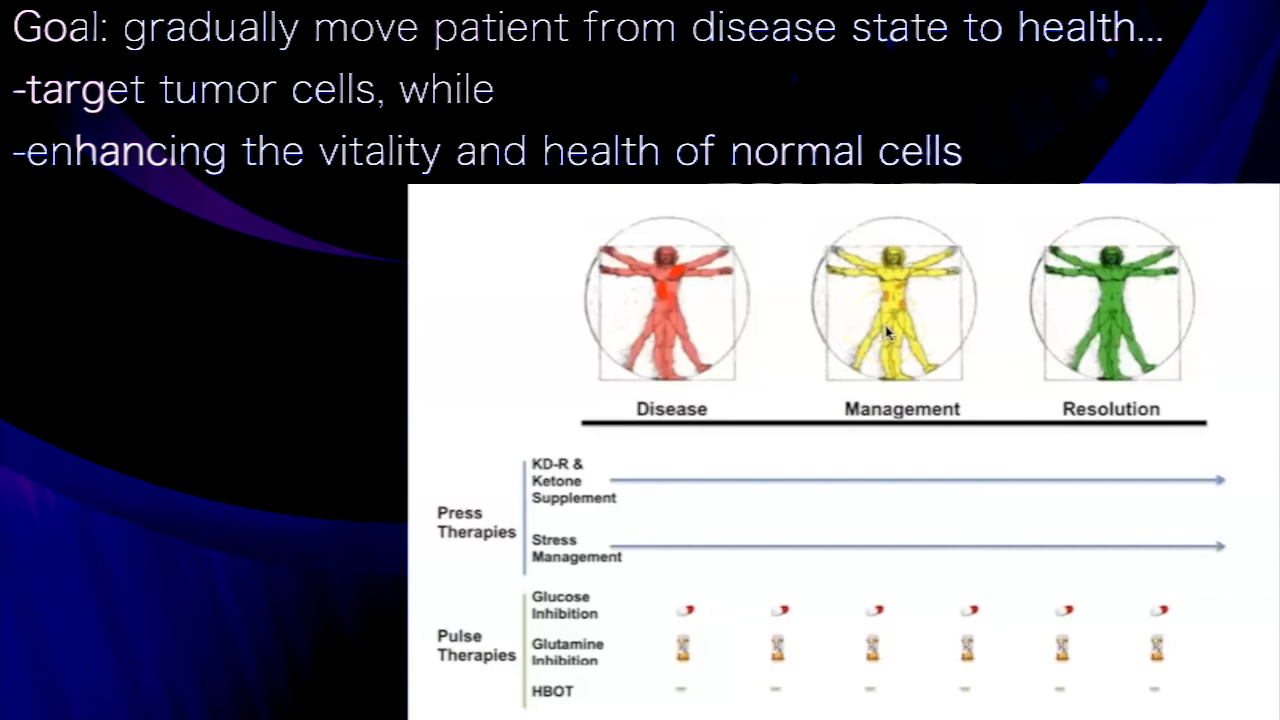 Goal: gradually move patient from disease state to health...
-target tumor cells, while
-enhancing the vitality and health of normal cells
Disease
Management
Resolution
Press
Therapies
KD-R &
Ketone
Supplement
Stress
Management
Pulse
Therapies
Glucose
Inhibition
Glutamine
Inhibition
HBOT